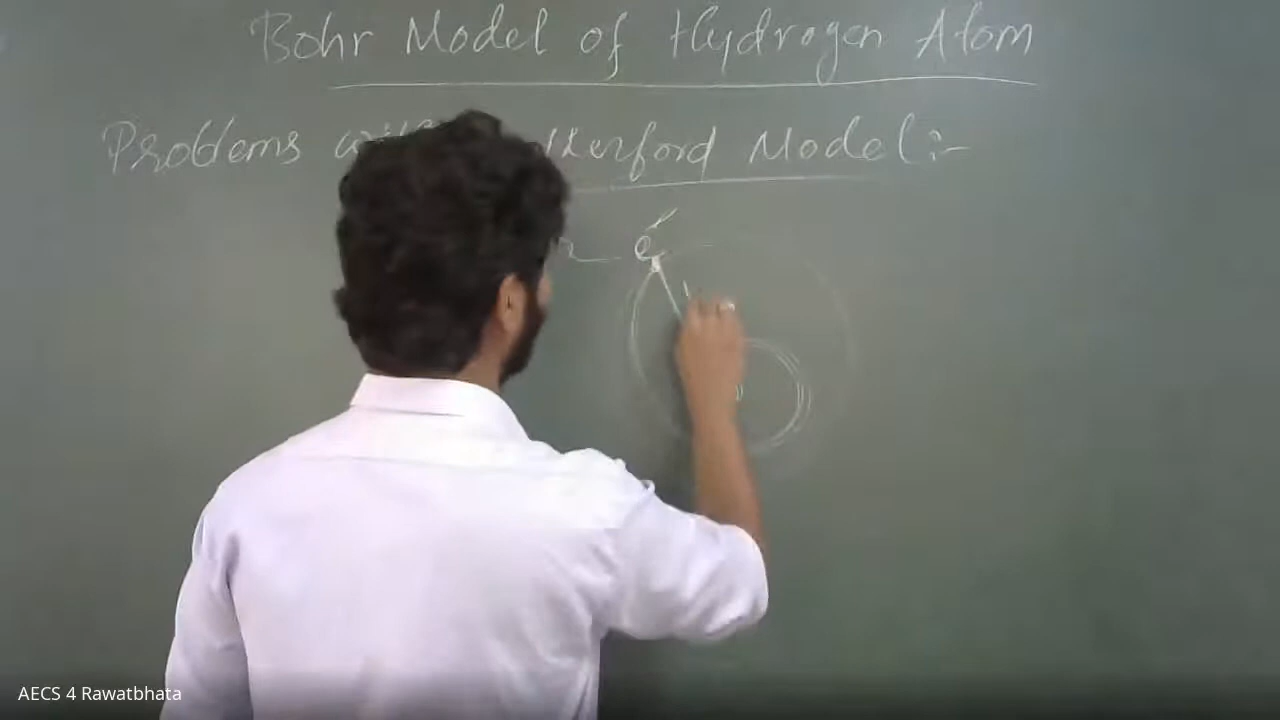 Bohr Model of Hydrogen Atom
Problems Model :-
e
AECS 4 Rawatbhata